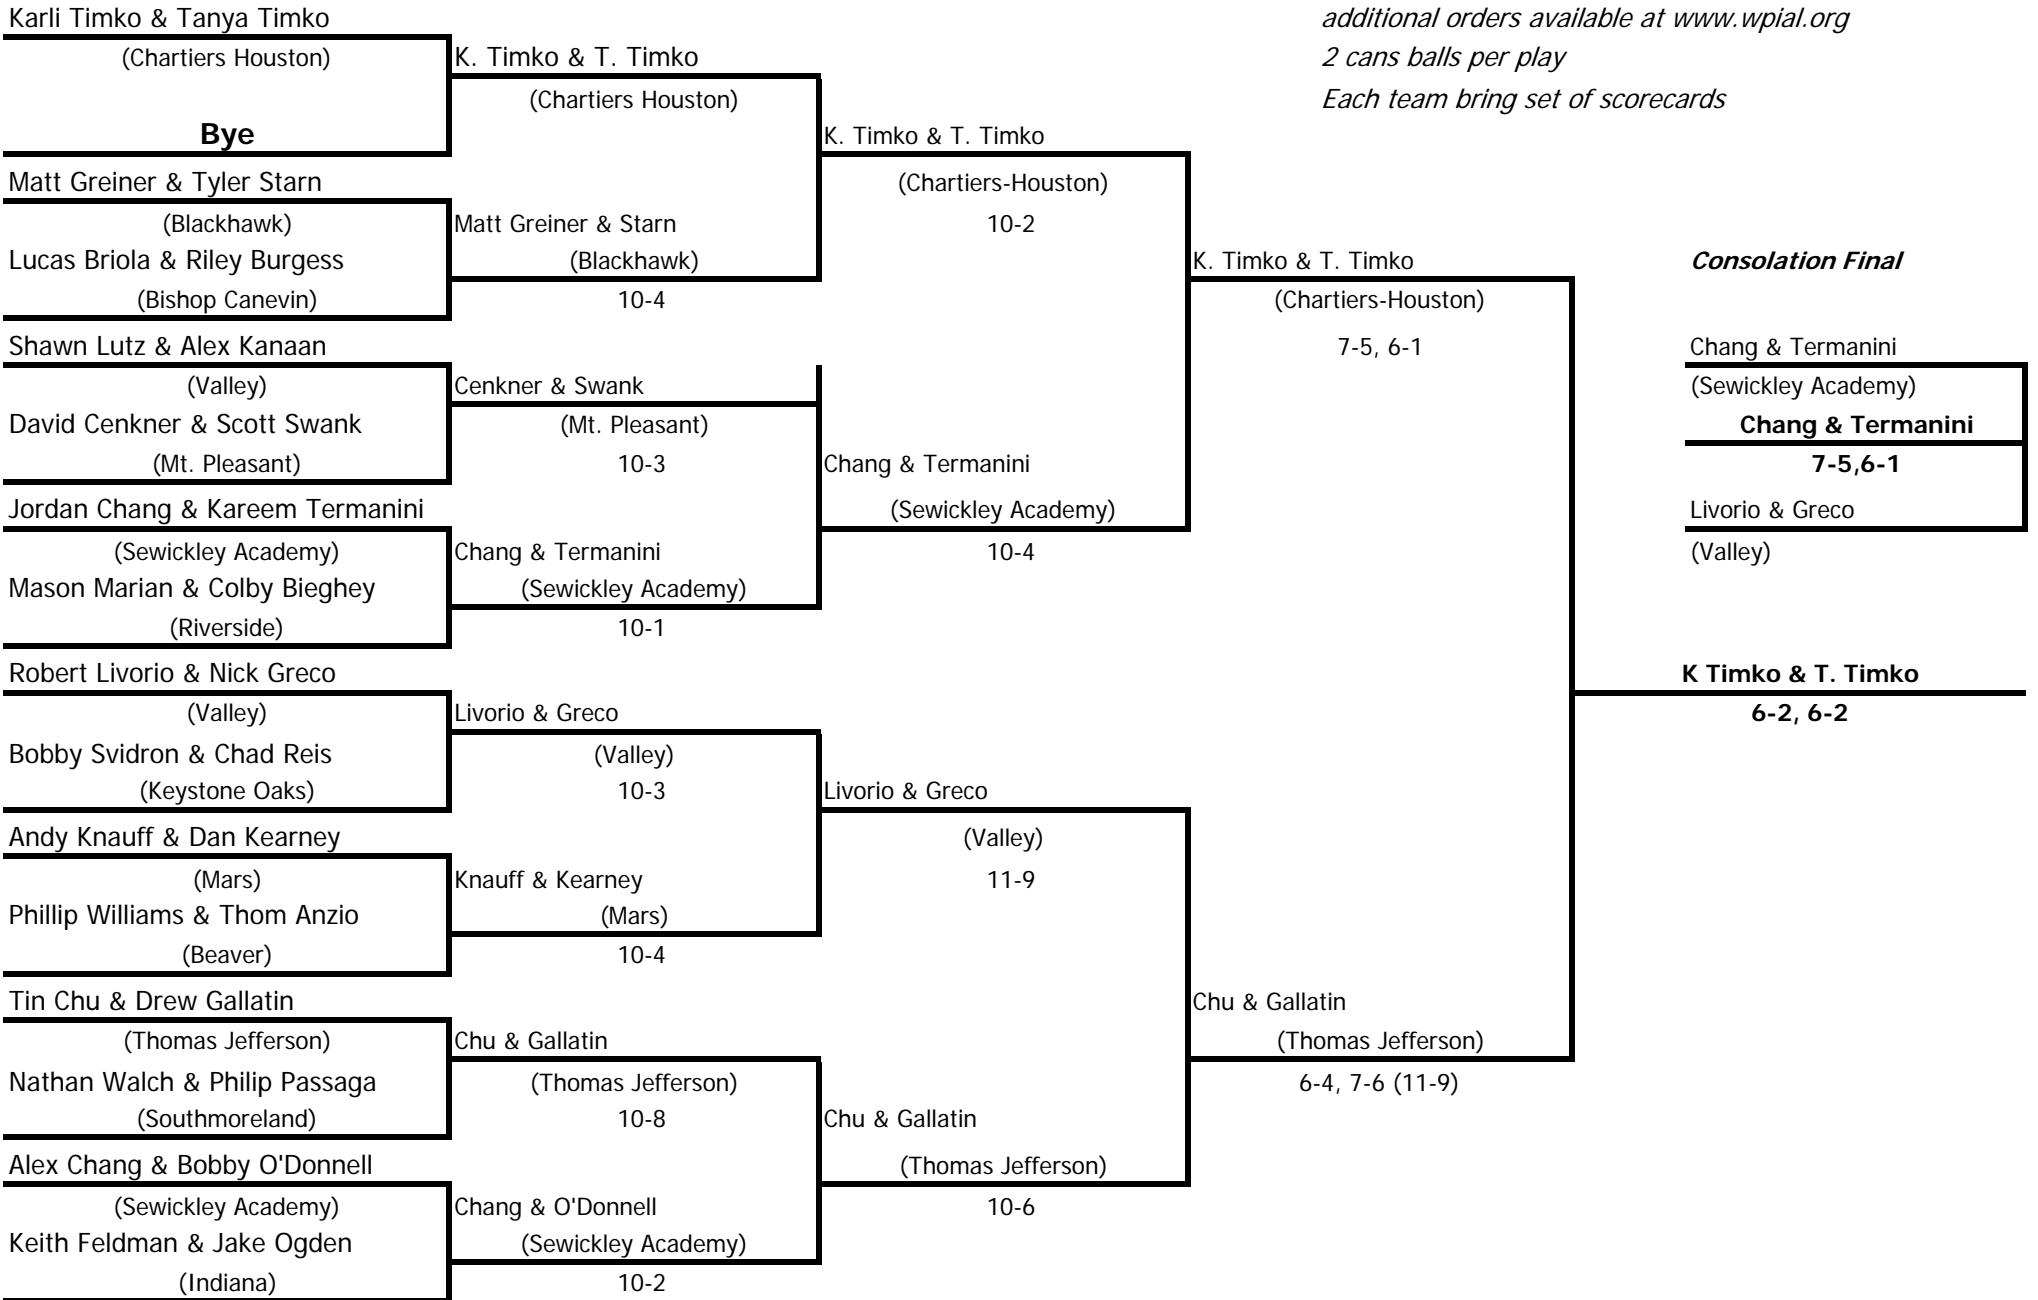 Karli Timko & Tanya Timko
(Chartiers Houston)
Bye
Matt Greiner & Tyler Starn
(Blackhawk)
Lucas Briola & Riley Burgess
(Bishop Canevin)
Shawn Lutz & Alex Kanaan
(Valley)
David Cenkner & Scott Swank
(Mt. Pleasant)
Jordan Chang & Kareem Termanini
(Sewickley Academy)
Mason Marian & Colby Bieghey
(Riverside)
Robert Livorio & Nick Greco
(Valley)
Bobby Svidron & Chad Reis
(Keystone Oaks)
Andy Knauff & Dan Kearney
(Mars)
Phillip Williams & Thom Anzio
(Beaver)
Tin Chu & Drew Gallatin
(Thomas Jefferson)
Nathan Walch & Philip Passaga
(Southmoreland)
Alex Chang & Bobby O'Donnell
(Sewickley Academy)
Keith Feldman & Jake Ogden
(Indiana)
K. Timko & T. Timko
(Chartiers Houston)
Matt Greiner & Starn
(Blackhawk)
10-4
Cenkner & Swank
(Mt. Pleasant)
10-3
Chang & Termanini
(Sewickley Academy)
10-1
Livorio & Greco
(Valley)
10-3
Knauff & Kearney
(Mars)
10-4
Chu & Gallatin
(Thomas Jefferson)
10-8
Chang & O'Donnell
(Sewickley Academy)
10-2
K. Timko & T. Timko
(Chartiers-Houston)
10-2
Chang & Termanini
(Sewickley Academy)
10-4
Livorio & Greco
(Valley)
11-9
Chu & Gallatin
(Thomas Jefferson)
10-6
K. Timko & T. Timko
(Chartiers-Houston)
7-5, 6-1
Chu & Gallatin
(Thomas Jefferson)
6-4, 7-6 (11-9)
additional orders available at www.wpial.org
2 cans balls per play
Each team bring set of scorecards
Consolation Final
Chang & Termanini
(Sewickley Academy)
Chang & Termanini
7-5,6-1
Livorio & Greco
(Valley)
K Timko & T. Timko
6-2, 6-2